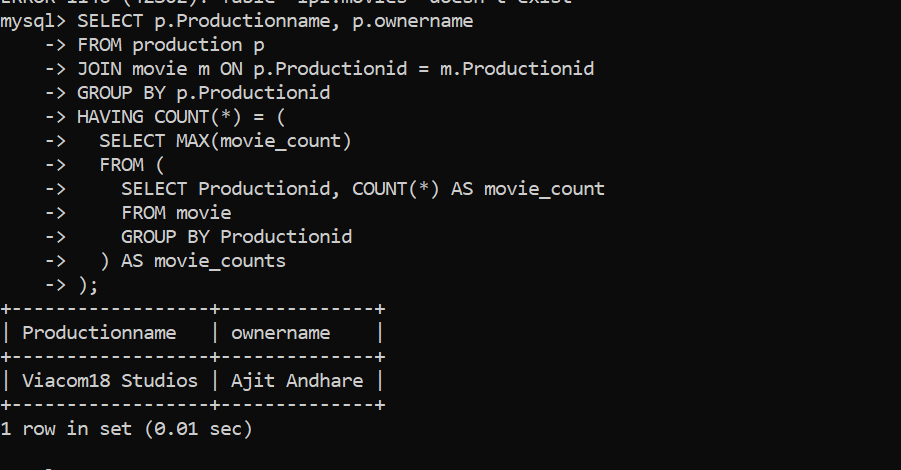 mysql> SELECT p.Productionname, p.ownername
    -> FROM production p
    -> JOIN movie m ON p.Productionid = m.Productionid
    -> GROUP BY p.Productionid
    -> HAVING COUNT(*) = (
    ->   SELECT MAX(movie_count)
    ->   FROM (
    ->     SELECT Productionid, COUNT(*) AS movie_count
    ->     FROM movie
    ->     GROUP BY Productionid
    ->   ) AS movie_counts
    -> );
+------------------+--------------+
| Productionname   | ownername    |
+------------------+--------------+
| Viacom18 Studios | Ajit Andhare |
+------------------+--------------+
1 row in set (0.01 sec)